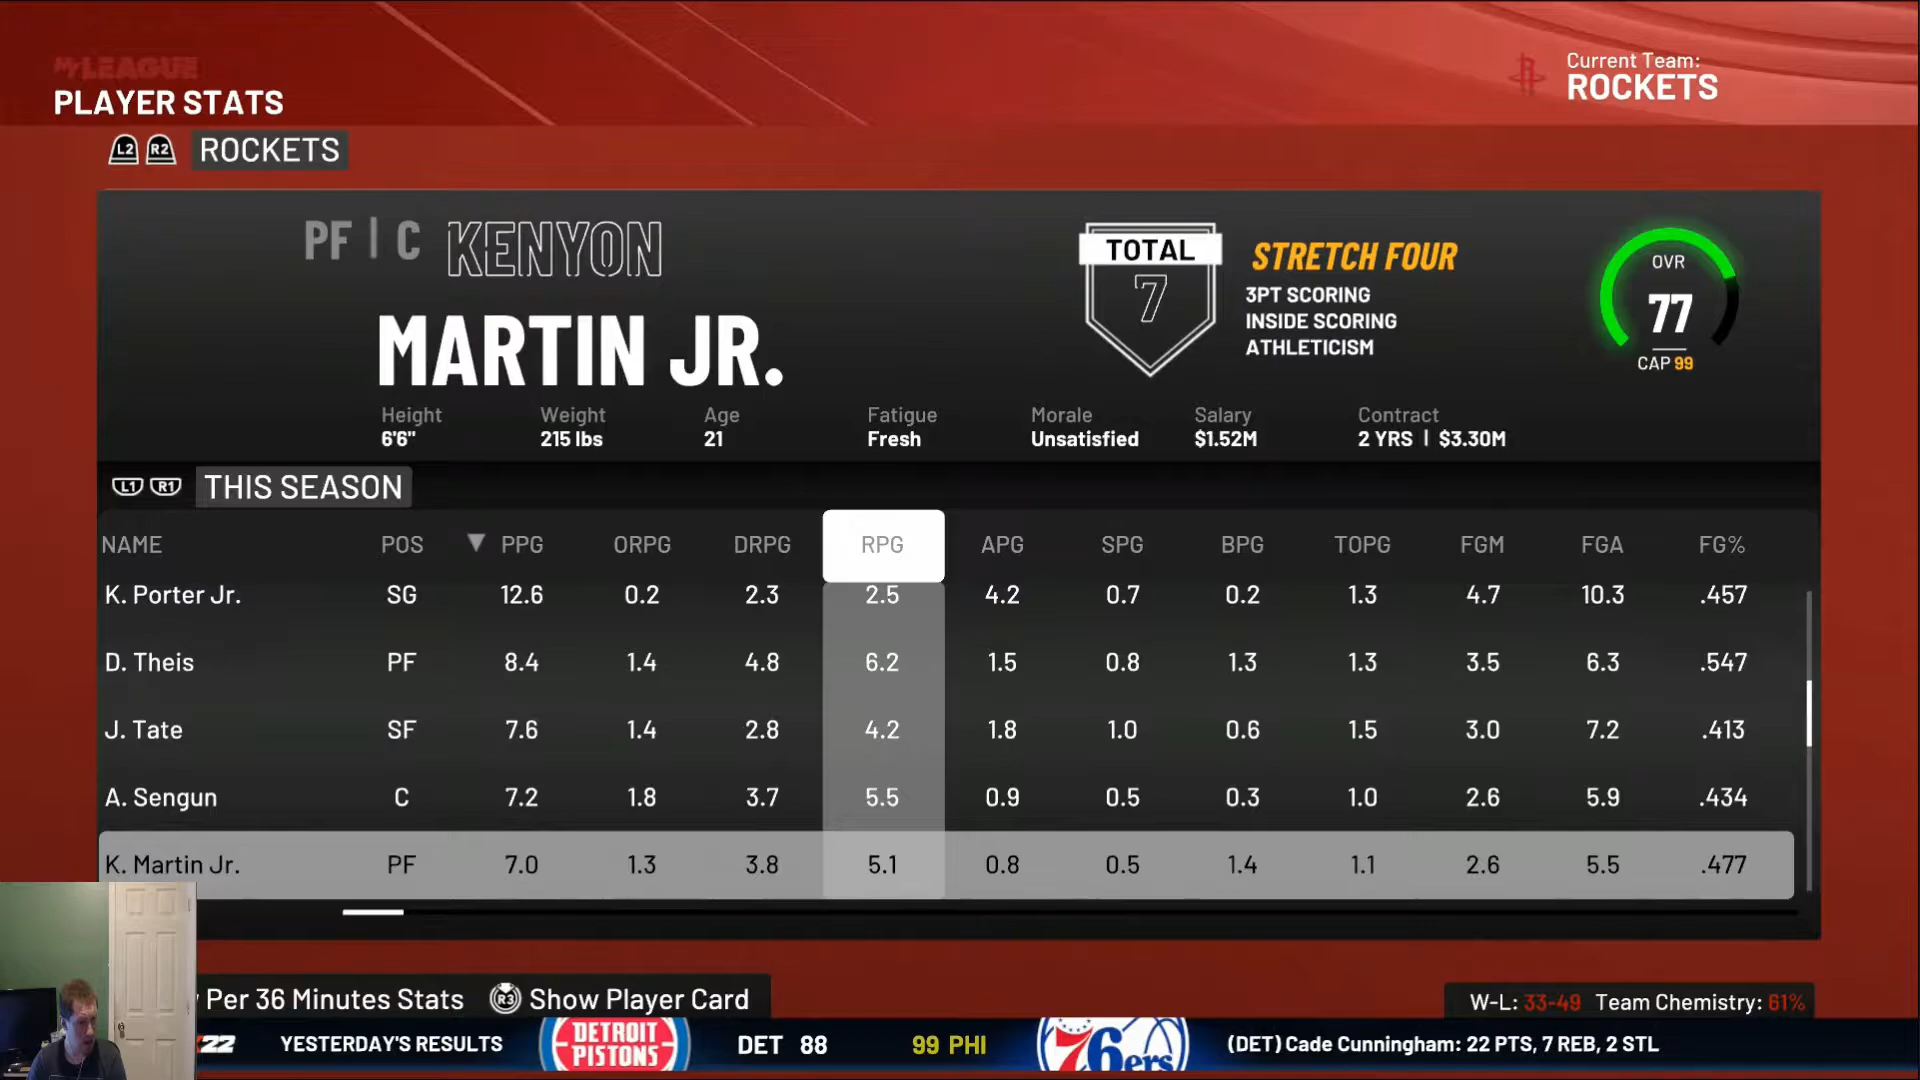 MyLEAGUE
PLAYER STATS
Current Team:
ROCKETS
L2 R2 ROCKETS
PF | C KENYON
MARTIN JR.
TOTAL
7
STRETCH FOUR
3PT SCORING
INSIDE SCORING
ATHLETICISM
OVR
77
CAP 99
Height Weight Age Fatigue Morale Salary Contract
6'6" 215 lbs 21 Fresh Unsatisfied $1.52M 2 YRS | $3.30M
L1 R1 THIS SEASON
NAME POS ▼ PPG ORPG DRPG RPG APG SPG BPG TOPG FGM FGA FG%
K. Porter Jr. SG 12.6 0.2 2.3 2.5 4.2 0.7 0.2 1.3 4.7 10.3 .457
D. Theis PF 8.4 1.4 4.8 6.2 1.5 0.8 1.3 1.3 3.5 6.3 .547
J. Tate SF 7.6 1.4 2.8 4.2 1.8 1.0 0.6 1.5 3.0 7.2 .413
A. Sengun C 7.2 1.8 3.7 5.5 0.9 0.5 0.3 1.0 2.6 5.9 .434
K. Martin Jr. PF 7.0 1.3 3.8 5.1 0.8 0.5 1.4 1.1 2.6 5.5 .477
Per 36 Minutes Stats R3 Show Player Card
W-L: 33-49 Team Chemistry: 61%
22 YESTERDAY'S RESULTS DETROIT PISTONS DET 88 99 PHI 76ers (DET) Cade Cunningham: 22 PTS, 7 REB, 2 STL